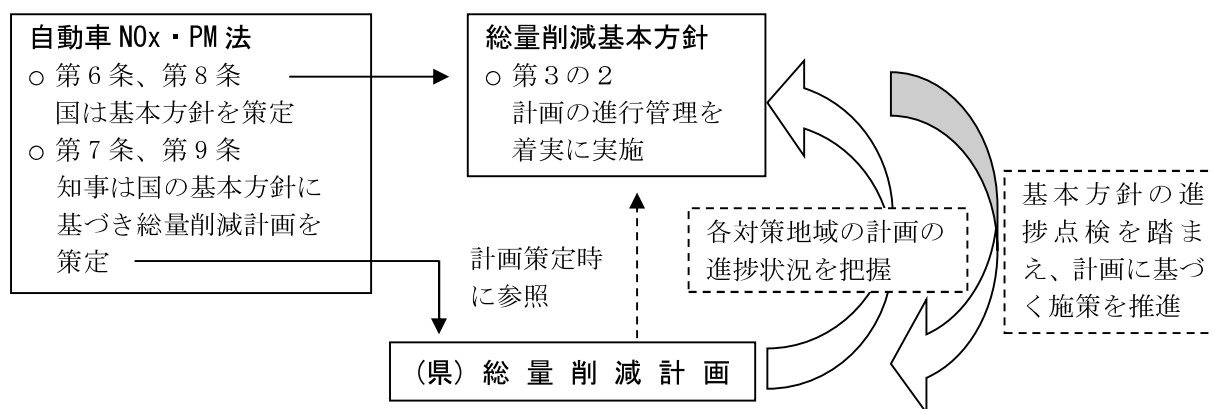 自動車 NOx・PM 法
○ 第6条、第8条
国は基本方針を策定
○ 第7条、第9条
知事は国の基本方針に
基づき総量削減計画を
策定
総量削減基本方針
○ 第3の2
計画の進行管理を
着実に実施
計画策定時
に参照
各対策地域の計画の
進捗状況を把握
基本方針の進
捗点検を踏ま
え、計画に基づ
く施策を推進
(県) 総 量 削 減 計 画